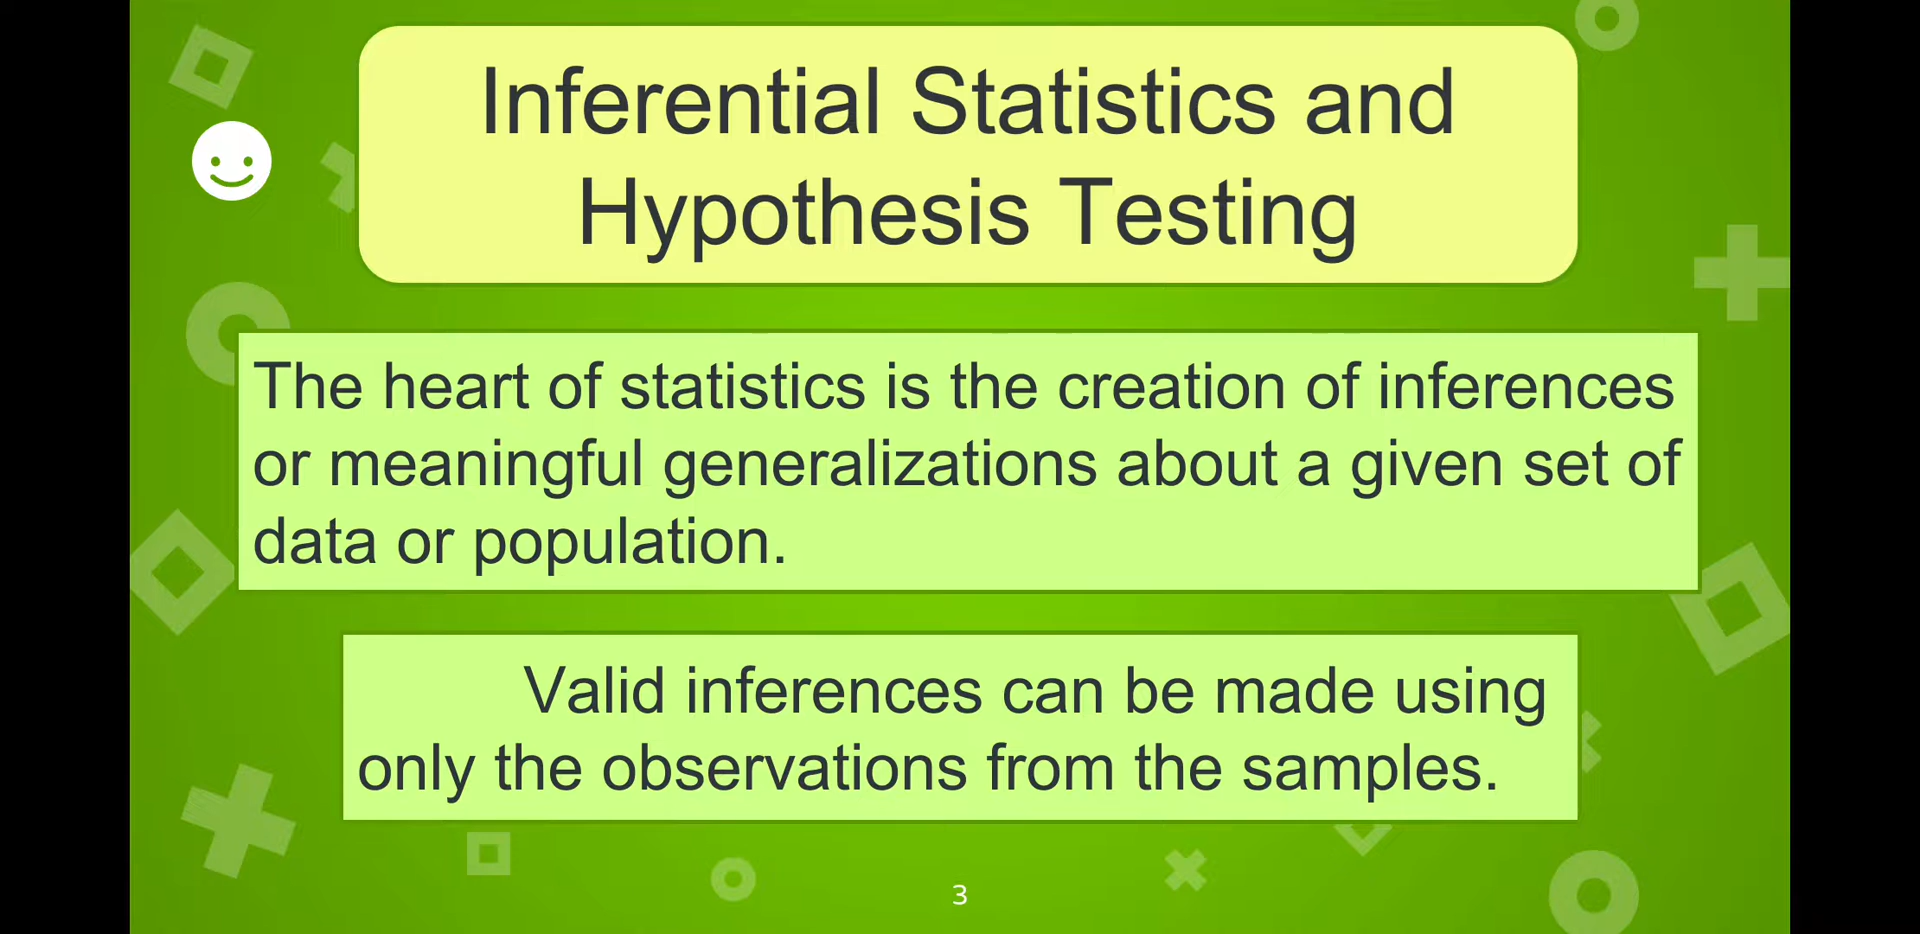 Inferential Statistics and
Hypothesis Testing
The heart of statistics is the creation of inferences
or meaningful generalizations about a given set of
data or population.
Valid inferences can be made using
only the observations from the samples.
3